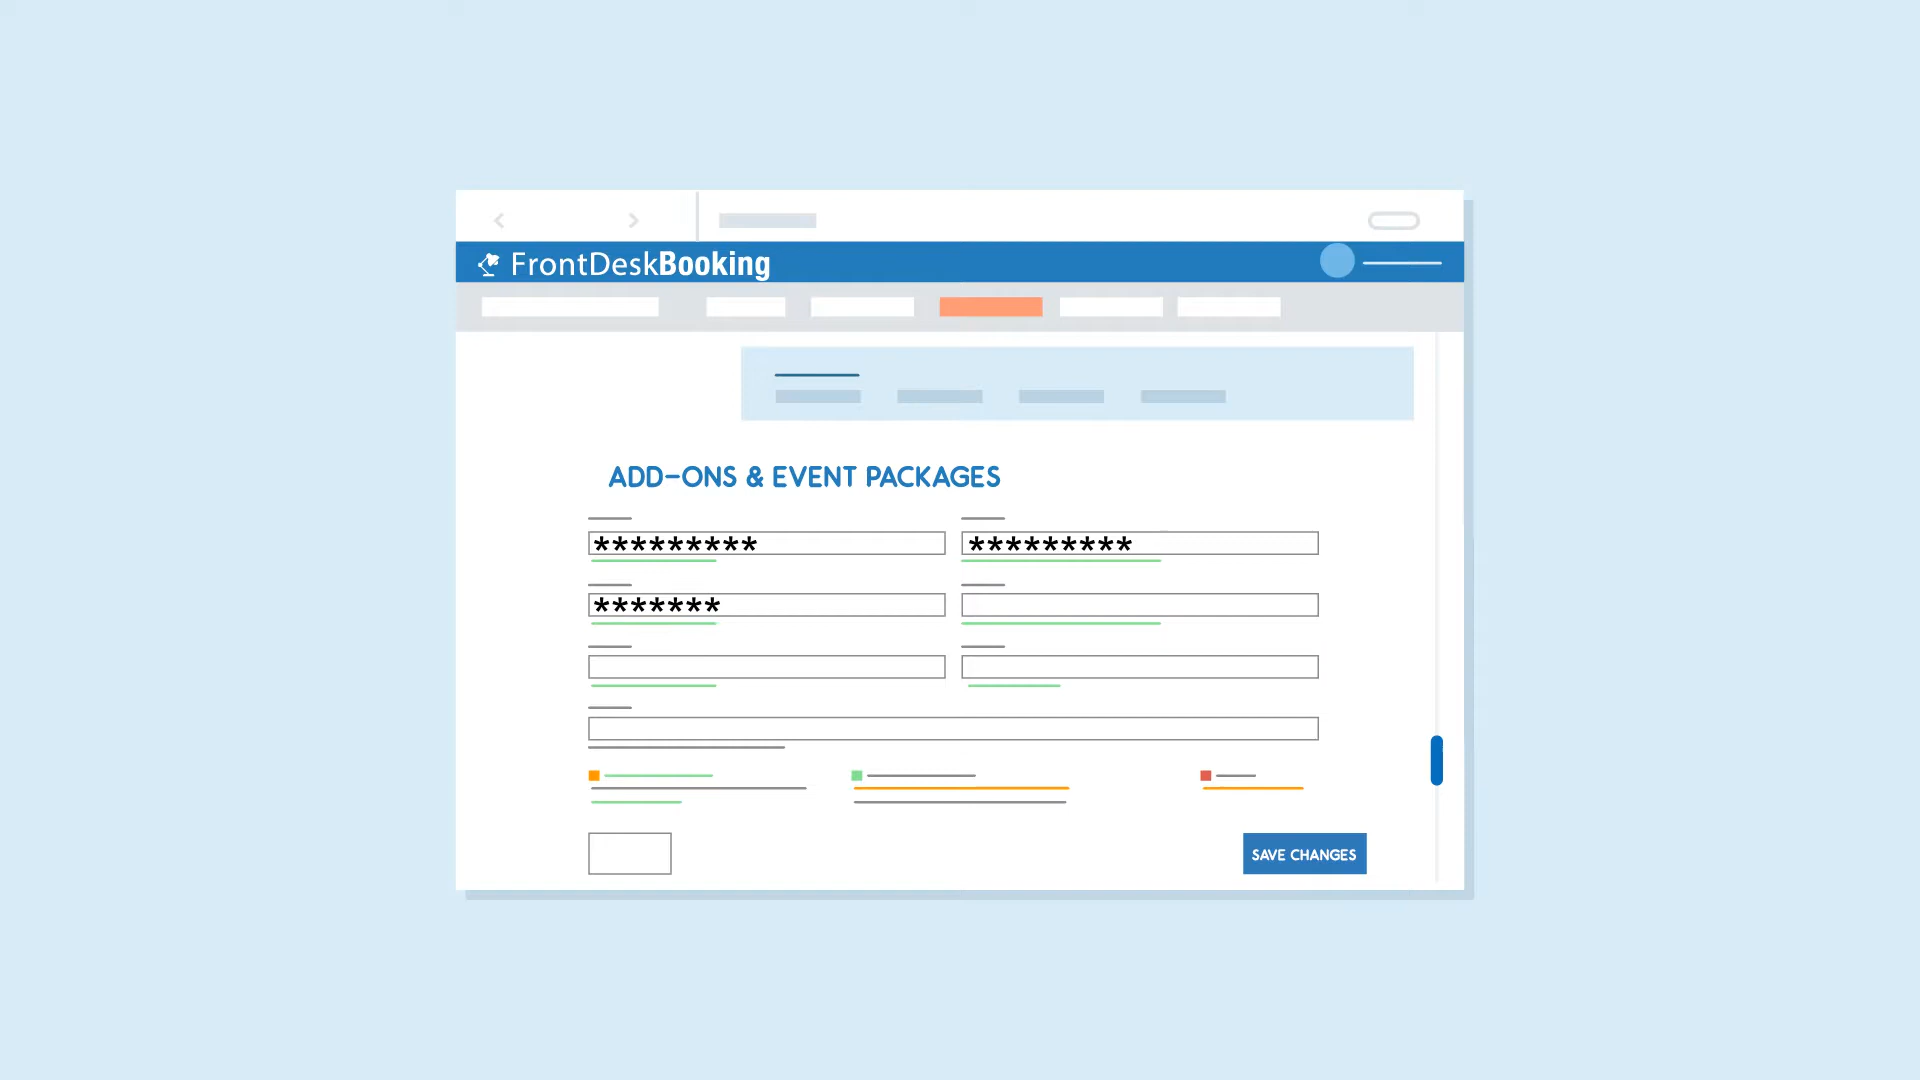 FrontDeskBooking
ADD-ONS & EVENT PACKAGES
********* *********
*******
SAVE CHANGES